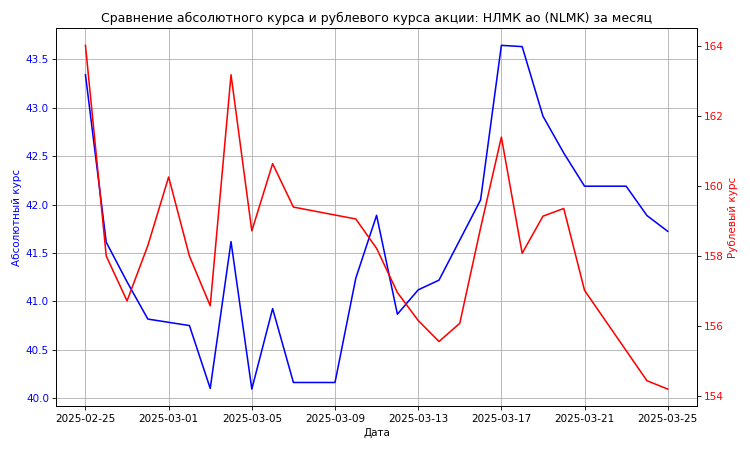 Сравнение абсолютного курса и рублевого курса акции: НЛМК ао (NLMK) за месяц
43.5
43.0
42.5
42.0
41.5
41.0
40.5
40.0
Абсолютный курс
164
162
160
158
156
154
Рублевый курс
2025-02-25 2025-03-01 2025-03-05 2025-03-09 2025-03-13 2025-03-17 2025-03-21 2025-03-25
Дата